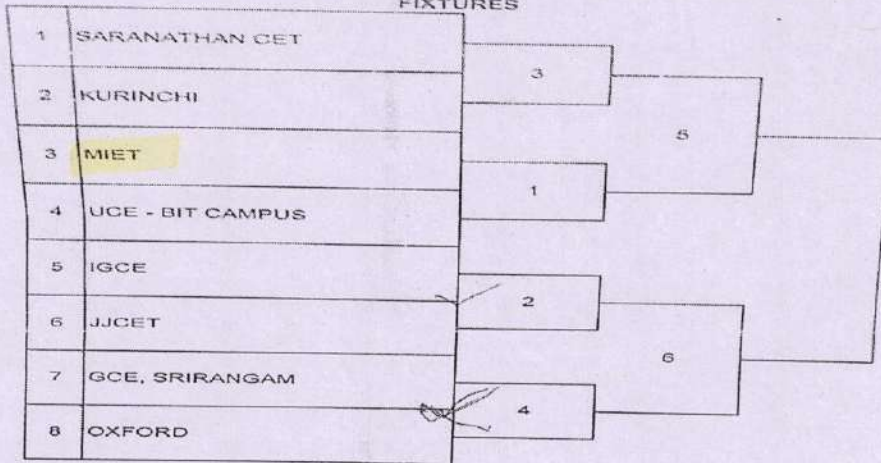 FIXTURES
1 SARANATHAN CET
2 KURINCHI
3 MIET
4 UCE - BIT CAMPUS
5 IGCE
6 JJCET
7 GCE, SRIRANGAM
8 OXFORD
3
5
1
2
6
4